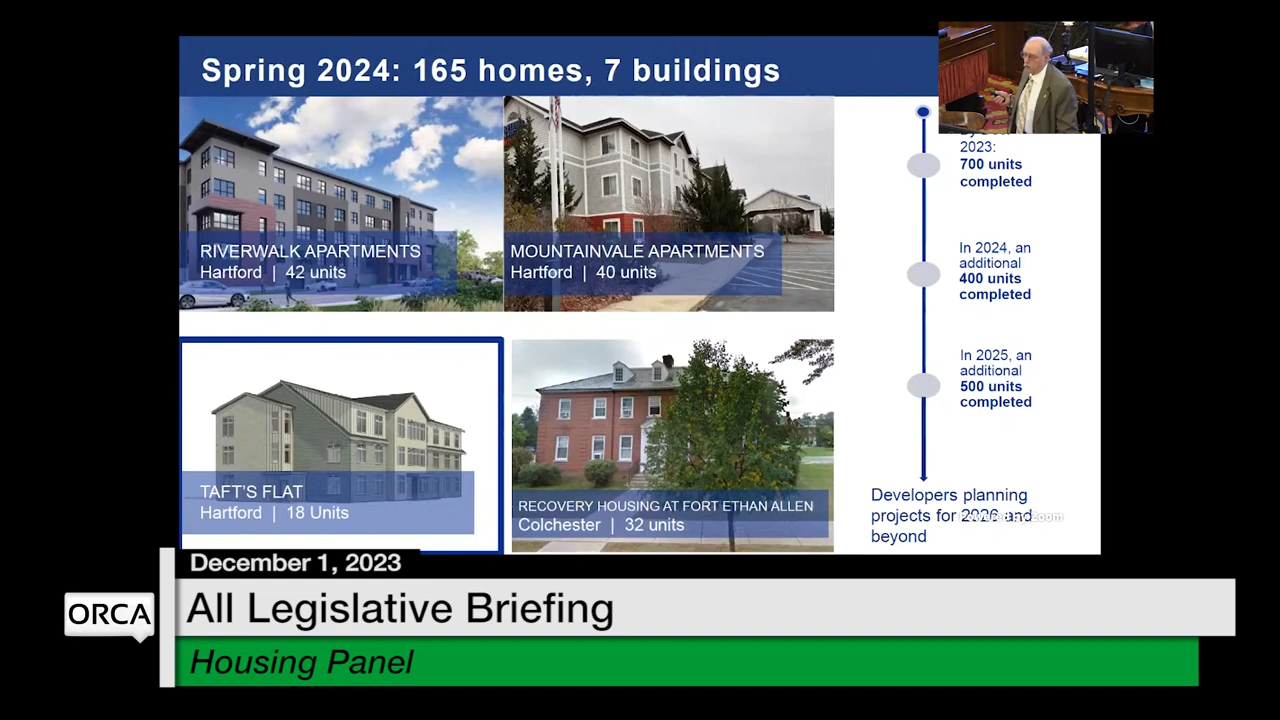 Spring 2024: 165 homes, 7 buildings
RIVERWALK APARTMENTS
Hartford | 42 units
MOUNTAINVALE APARTMENTS
Hartford | 40 units
TAFT'S FLAT
Hartford | 18 Units
RECOVERY HOUSING AT FORT ETHAN ALLEN
Colchester | 32 units
2023:
700 units
completed
In 2024, an
additional
400 units
completed
In 2025, an
additional
500 units
completed
Developers planning
projects for 2026 and
beyond
Powered by Zoom
December 1, 2023
ORCA
All Legislative Briefing
Housing Panel